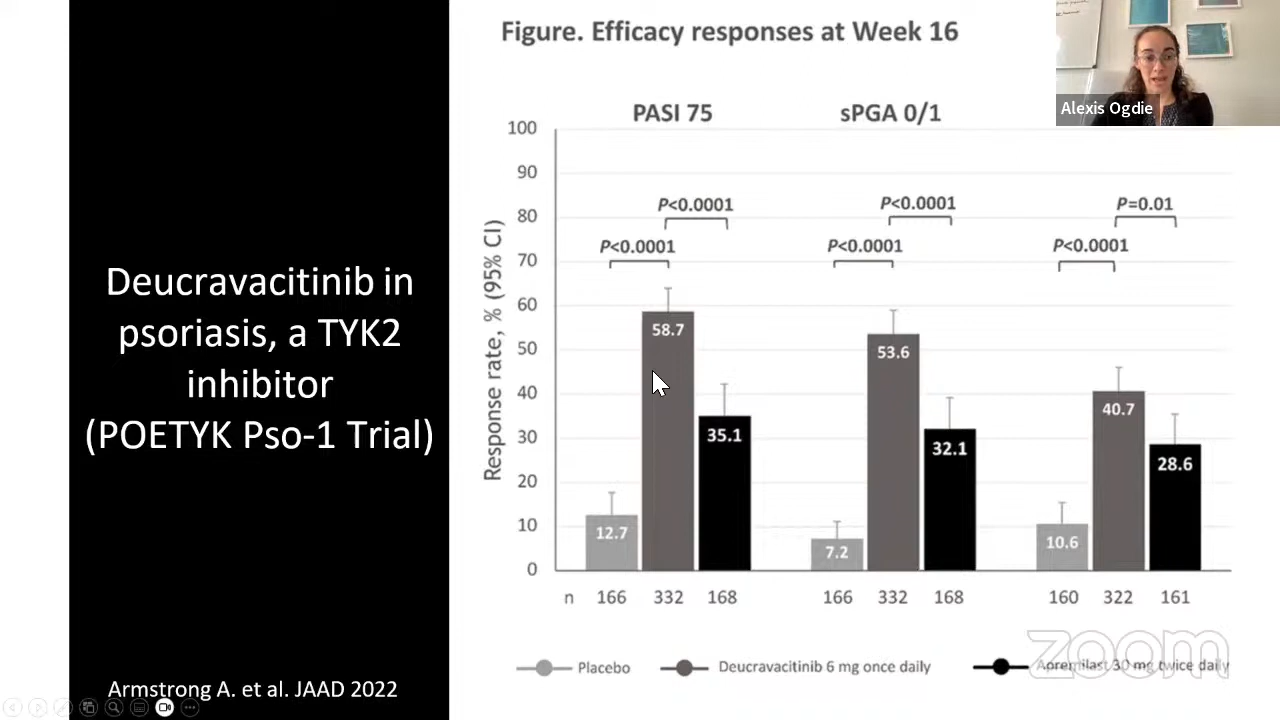 Figure. Efficacy responses at Week 16
Alexis Ogdie
PASI 75
sPGA 0/1
Response rate, % (95% CI)
100
90
80
70
60
50
40
30
20
10
0
P<0.0001
P<0.0001
P=0.01
P<0.0001
P<0.0001
P<0.0001
58.7
53.6
40.7
35.1
32.1
28.6
12.7
7.2
10.6
n 166 332 168 166 332 168 160 322 161
Placebo
Deucravacitinib 6 mg once daily
Apremilast 30 mg twice daily
zoom
Deucravacitinib in
psoriasis, a TYK2
inhibitor
(POETYK Pso-1 Trial)
Armstrong A. et al. JAAD 2022